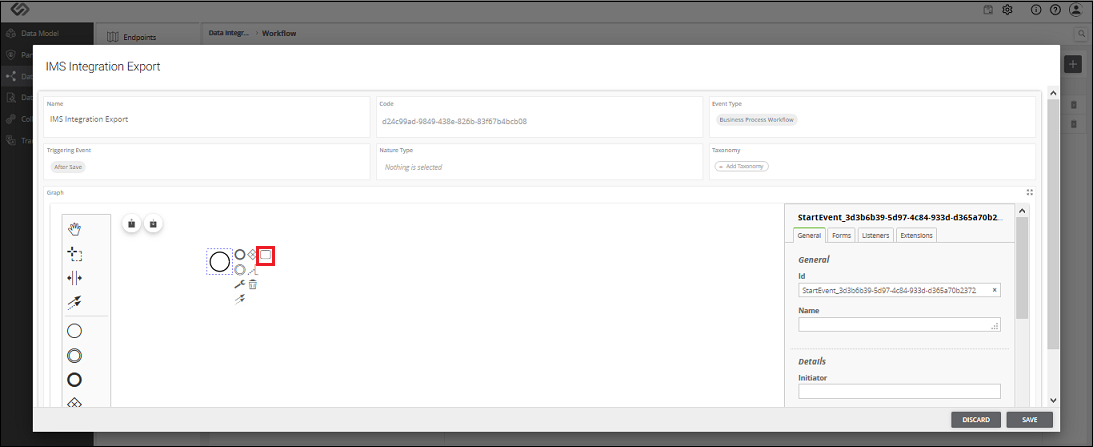 Data Model
Endpoints
Data Integr... > Workflow
IMS Integration Export
Name
IMS Integration Export
Code
d24c99ad-9849-438e-826b-83f67b4bcb08
Event Type
Business Process Workflow
Triggering Event
After Save
Nature Type
Nothing is selected
Taxonomy
+ Add Taxonomy
Graph
StartEvent_3d3b6b39-5d97-4c84-933d-d365a70b2...
General Forms Listeners Extensions
General
Id
StartEvent_3d3b6b39-5d97-4c84-933d-d365a70b2372 ×
Name
Details
Initiator
DISCARD SAVE